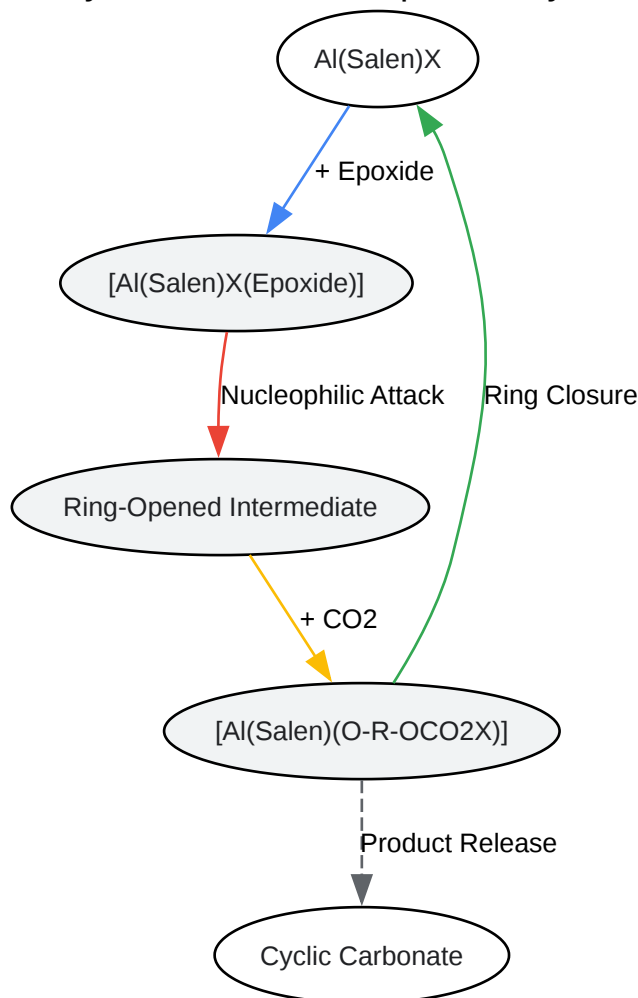 Al(Salen)X
+ Epoxide
[Al(Salen)X(Epoxide)]
Nucleophilic Attack
Ring Closure
Ring-Opened Intermediate
+ CO2
[Al(Salen)(O-R-OCO2X)]
Product Release
Cyclic Carbonate